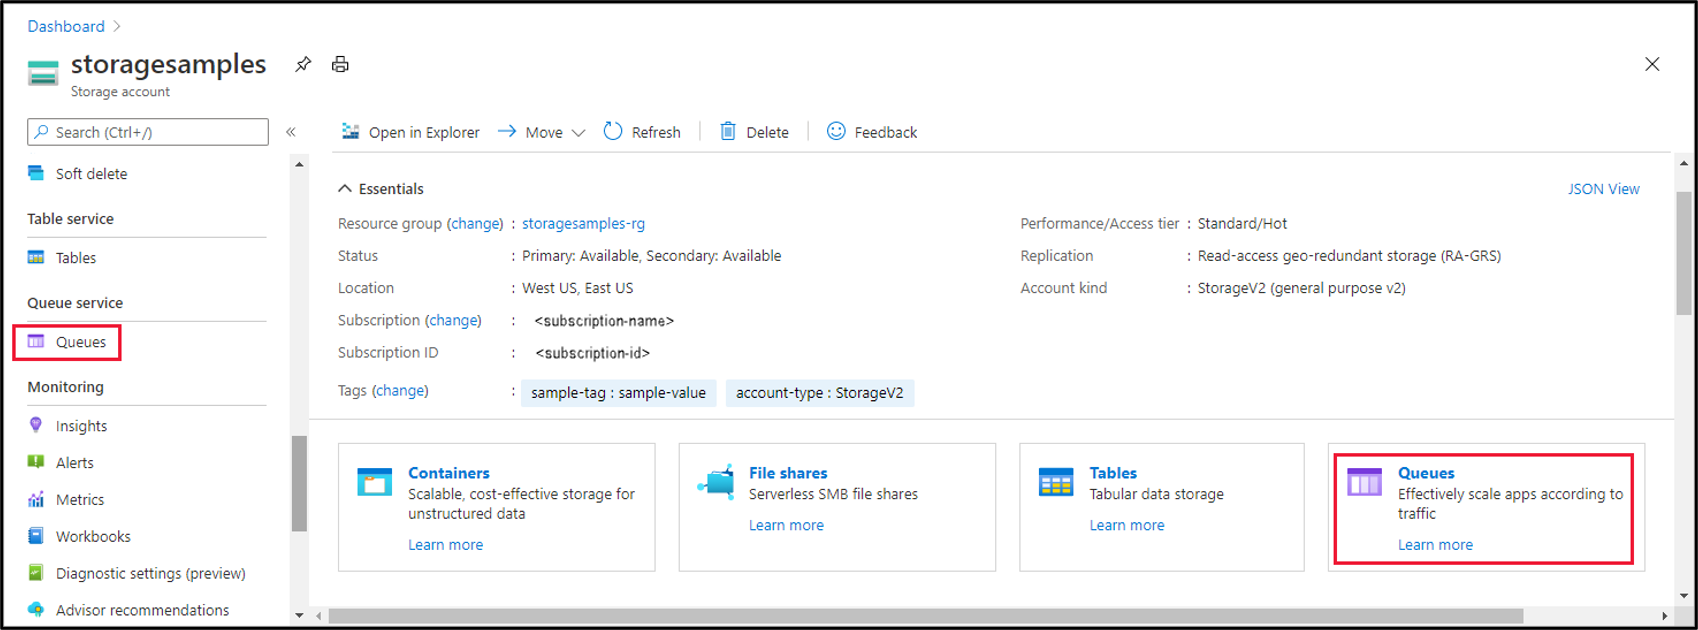 Dashboard
storagesamples
Storage account
Search (Ctrl+/)
Open in Explorer Move Refresh Delete Feedback
Soft delete
Table service
Tables
Queue service
Queues
Monitoring
Insights
Alerts
Metrics
Workbooks
Diagnostic settings (preview)
Advisor recommendations
Essentials
JSON View
Resource group (change) : storagesamples-rg
Status : Primary: Available, Secondary: Available
Location : West US, East US
Subscription (change) : <subscription-name>
Subscription ID : <subscription-id>
Tags (change) : sample-tag : sample-value account-type : StorageV2
Performance/Access tier : Standard/Hot
Replication : Read-access geo-redundant storage (RA-GRS)
Account kind : StorageV2 (general purpose v2)
Containers
Scalable, cost-effective storage for
unstructured data
Learn more
File shares
Serverless SMB file shares
Learn more
Tables
Tabular data storage
Learn more
Queues
Effectively scale apps according to
traffic
Learn more